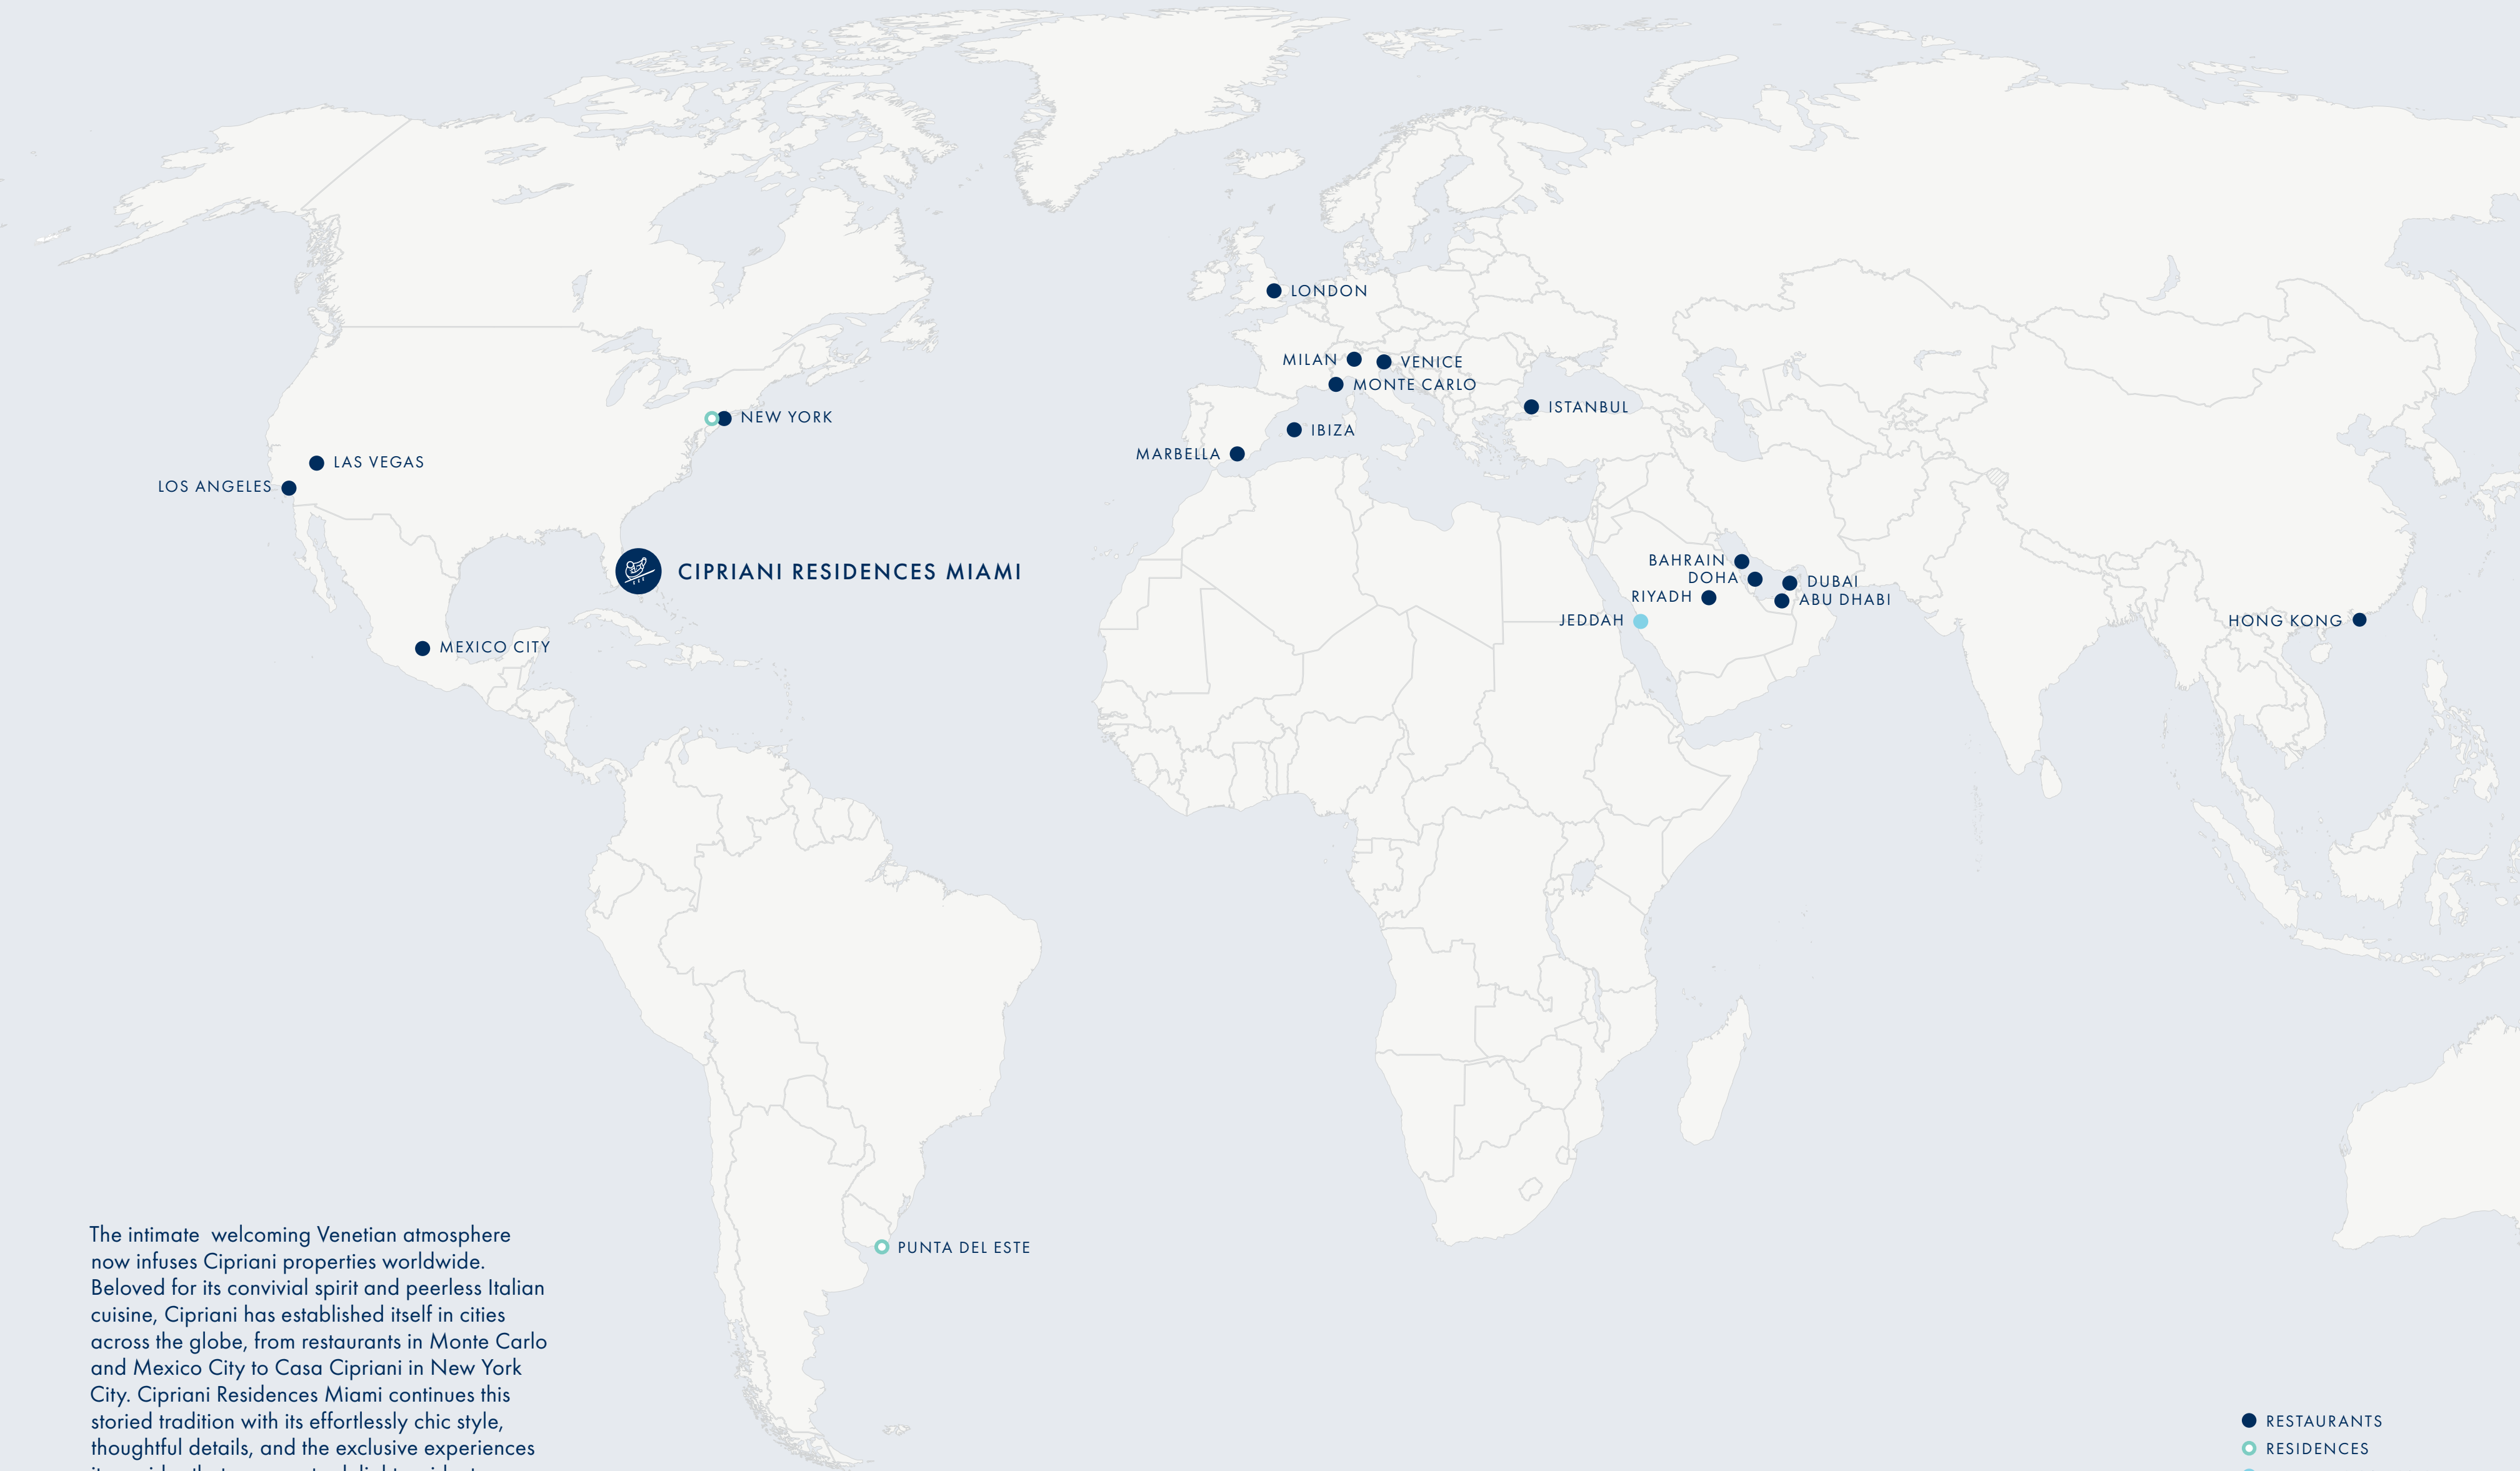 LONDON
MILAN
VENICE
MONTE CARLO
NEW YORK
ISTANBUL
IBIZA
MARBELLA
LAS VEGAS
LOS ANGELES
CIPRIANI RESIDENCES MIAMI
BAHRAIN
DOHA
DUBAI
RIYADH
ABU DHABI
JEDDAH
HONG KONG
MEXICO CITY
PUNTA DEL ESTE
The intimate  welcoming Venetian atmosphere
now infuses Cipriani properties worldwide.
Beloved for its convivial spirit and peerless Italian
cuisine, Cipriani has established itself in cities
across the globe, from restaurants in Monte Carlo
and Mexico City to Casa Cipriani in New York
City. Cipriani Residences Miami continues this
storied tradition with its effortlessly chic style,
thoughtful details, and the exclusive experiences
RESTAURANTS
RESIDENCES